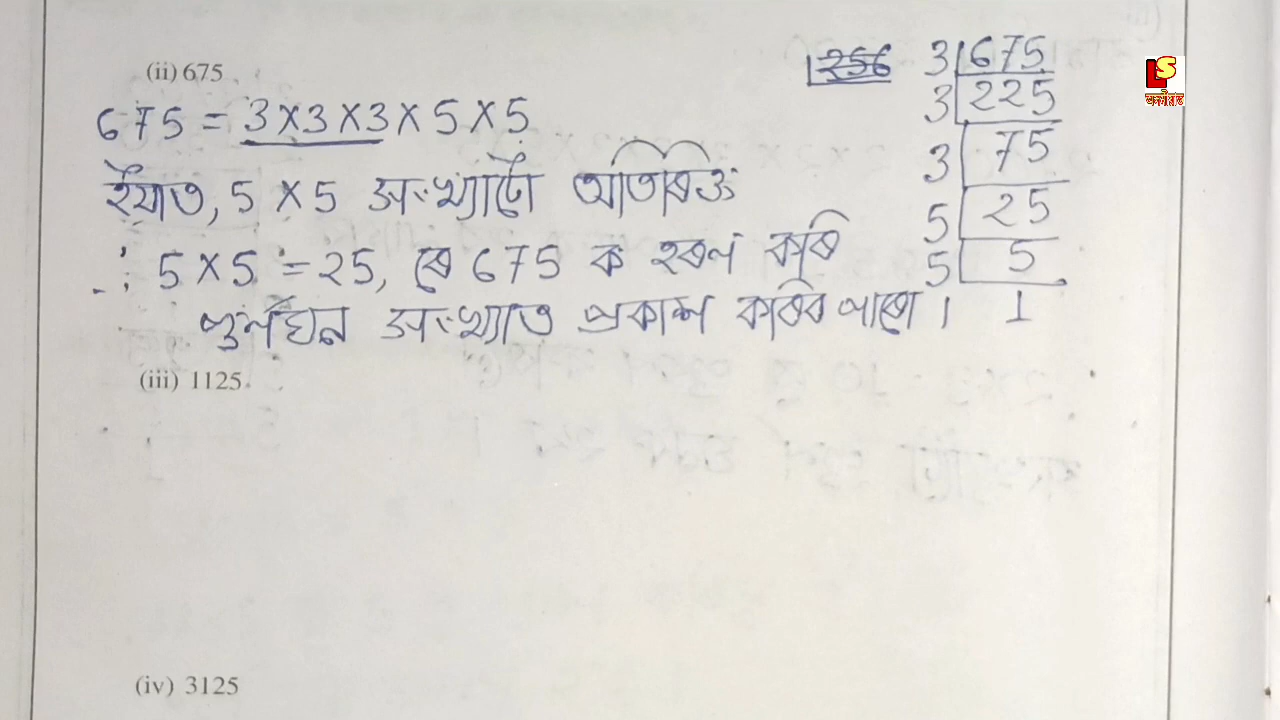 (ii) 675
675 = 3×3×3×5×5
ইয়াত, 5×5 সংখ্যাটো অতিৰিক্ত
∴ 5×5 = 25, ৰে 675 ক হৰণ কৰি
পুৰ্ণঘন সংখ্যাত প্ৰকাশ কৰিব পাৰো।
256
3 675
3 225
3 75
5 25
5 5
1
LS
(iii) 1125
(iv) 3125